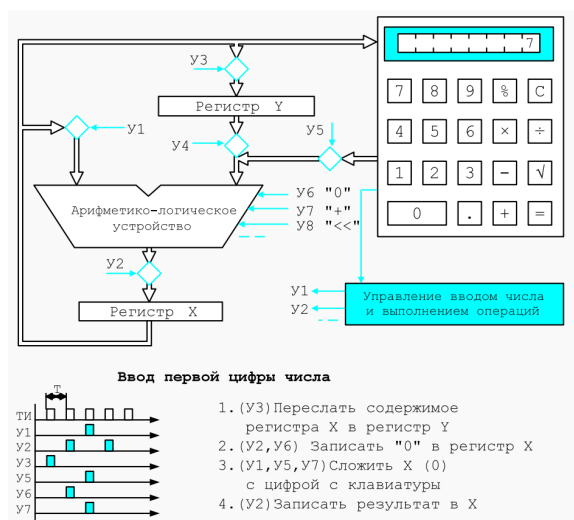 7
У3
Регистр Y
7 8 9 % C
У1
У4
У5
4 5 6 × ÷
1 2 3 − √
Арифметико-логическое
устройство
У6 "0"
У7 "+"
У8 "<<"
0 . + =
У2
Регистр X
У1
У2
Управление вводом числа
и выполнением операций
Ввод первой цифры числа
T
ТИ
У1
У2
У3
У5
У6
У7
1.(У3)Переслать содержимое
регистра X в регистр Y
2.(У2,У6) Записать "0" в регистр X
3.(У1,У5,У7)Сложить X (0)
с цифрой с клавиатуры
4.(У2)Записать результат в X